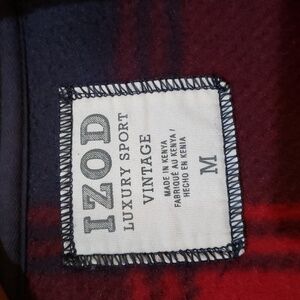 IZOD
LUXURY SPORT
VINTAGE
MADE IN KENYA
FABRIQUÉ AU KENYA /
HECHO EN KENIA
M